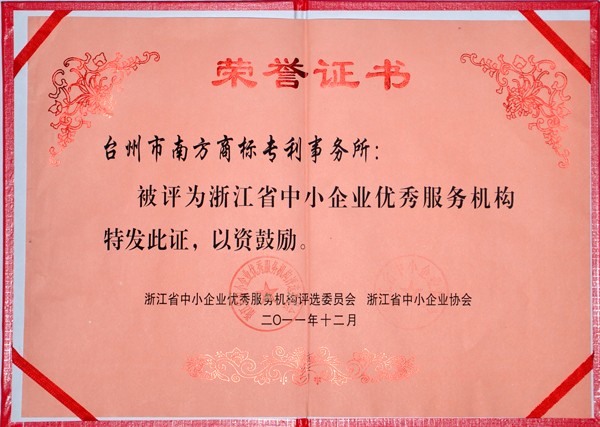 荣誉证书
台州市南方商标专利事务所：
被评为浙江省中小企业优秀服务机构
特发此证，以资鼓励。
浙江省中小企业优秀服务机构评选委员会 浙江省中小企业协会
二〇一一年十二月